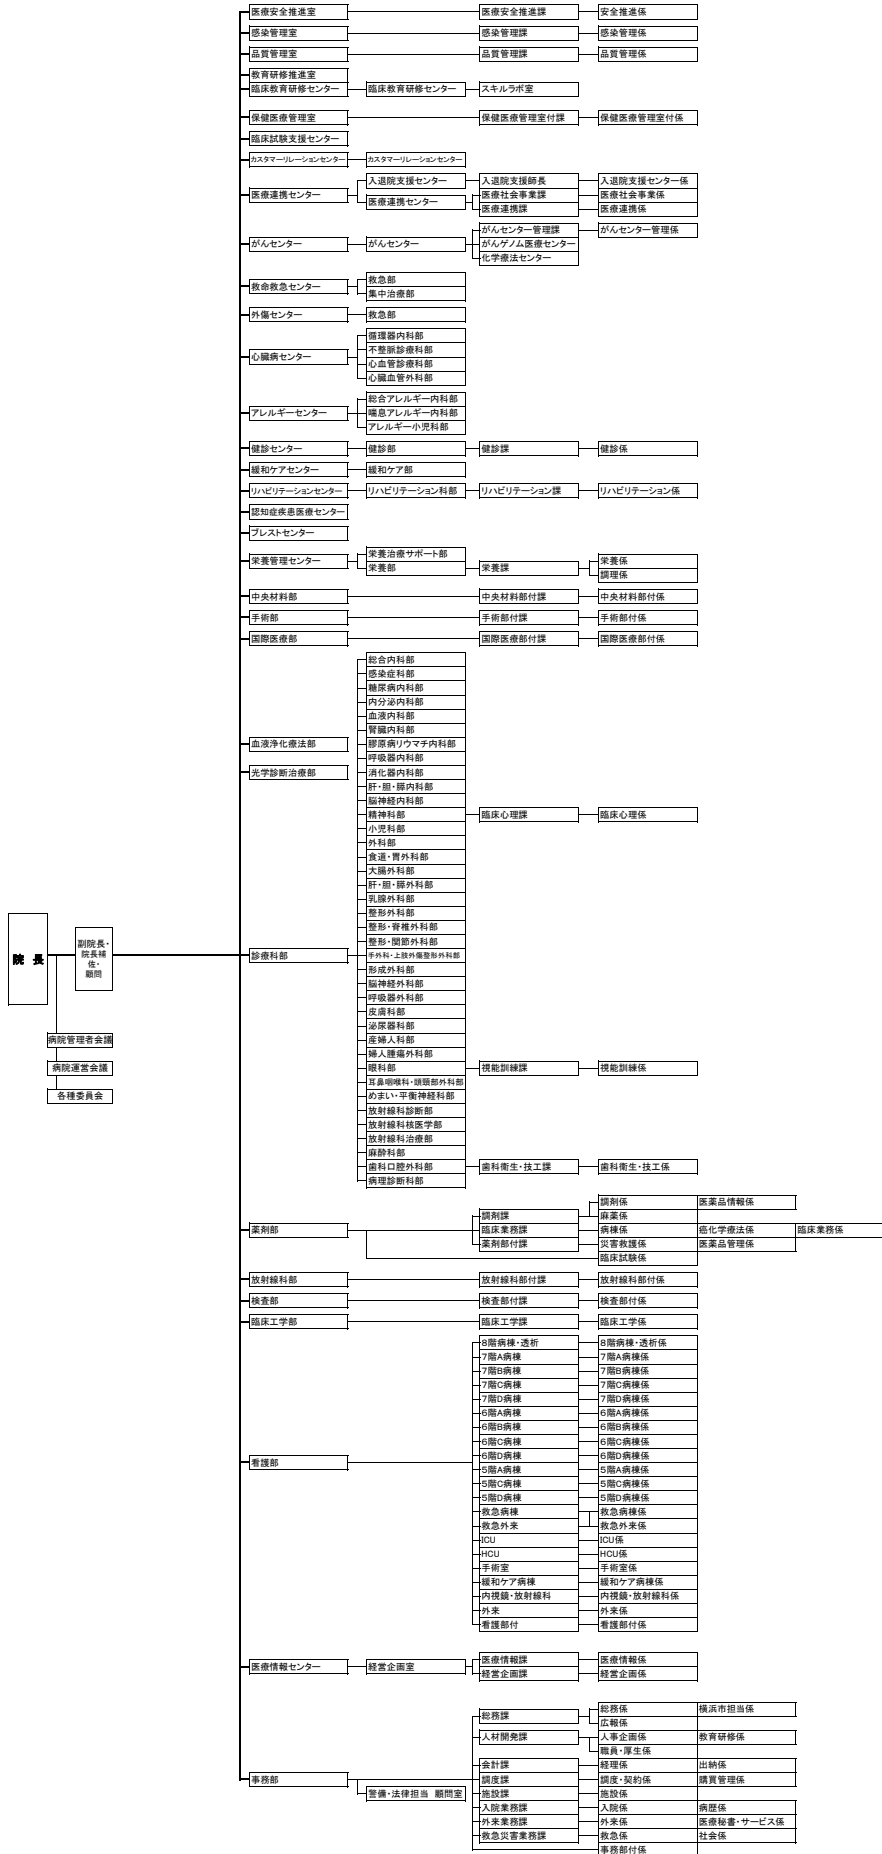 医療安全推進室 医療安全推進課 安全推進係
感染管理室 感染管理課 感染管理係
品質管理室 品質管理課 品質管理係
教育研修推進室
臨床教育研修センター 臨床教育研修センター スキルラボ室
保健医療管理室 保健医療管理室付課 保健医療管理室付係
臨床試験支援センター
カスタマーリレーションセンター カスタマーリレーションセンター
入退院支援センター 入退院支援師長 入退院支援センター係
医療連携センター 医療連携センター 医療社会事業課 医療社会事業係
医療連携課 医療連携係
がんセンター管理課 がんセンター管理係
がんセンター がんセンター がんゲノム医療センター
化学療法センター
救命救急センター 救急部
集中治療部
外傷センター 救急部
循環器内科部
不整脈診療科部
心臓病センター 心血管診療科部
心臓血管外科部
総合アレルギー内科部
アレルギーセンター 喘息アレルギー内科部
アレルギー小児科部
健診センター 健診部 健診課 健診係
緩和ケアセンター 緩和ケア部
リハビリテーションセンター リハビリテーション科部 リハビリテーション課 リハビリテーション係
認知症疾患医療センター
ブレストセンター
栄養治療サポート部
栄養管理センター 栄養部 栄養課 栄養係
調理係
中央材料部 中央材料部付課 中央材料部付係
手術部 手術部付課 手術部付係
国際医療部 国際医療部付課 国際医療部付係
総合内科部
感染症科部
糖尿病内科部
内分泌内科部
血液内科部
腎臓内科部
血液浄化療法部 膠原病リウマチ内科部
呼吸器内科部
光学診断治療部 消化器内科部
肝・胆・膵内科部
脳神経内科部
精神科部 臨床心理課 臨床心理係
小児科部
外科部
食道・胃外科部
大腸外科部
肝・胆・膵外科部
乳腺外科部
整形外科部
整形・脊椎外科部
整形・関節外科部
院 長 副院長・
院長補
佐・
顧問 診療科部 手外科・上肢外傷整形外科部
形成外科部
脳神経外科部
呼吸器外科部
皮膚科部
泌尿器科部
病院管理者会議 産婦人科部
婦人腫瘍外科部
病院運営会議 眼科部 視能訓練課 視能訓練係
耳鼻咽喉科・頭頸部外科部
各種委員会 めまい・平衡神経科部
放射線科診断部
放射線科核医学部
放射線科治療部
麻酔科部
歯科口腔外科部 歯科衛生・技工課 歯科衛生・技工係
病理診断科部
調剤係 医薬品情報係
調剤課 麻薬係
薬剤部 臨床業務課 病棟係 癌化学療法係 臨床業務係
薬剤部付課 災害救護係 医薬品管理係
臨床試験係
放射線科部 放射線科部付課 放射線科部付係
検査部 検査部付課 検査部付係
臨床工学部 臨床工学課 臨床工学係
8階病棟・透析 8階病棟・透析係
7階A病棟 7階A病棟係
7階B病棟 7階B病棟係
7階C病棟 7階C病棟係
7階D病棟 7階D病棟係
6階A病棟 6階A病棟係
6階B病棟 6階B病棟係
6階C病棟 6階C病棟係
6階D病棟 6階D病棟係
看護部 5階A病棟 5階A病棟係
5階C病棟 5階C病棟係
5階D病棟 5階D病棟係
救急病棟 救急病棟係
救急外来 救急外来係
ICU ICU係
HCU HCU係
手術室 手術室係
緩和ケア病棟 緩和ケア病棟係
内視鏡・放射線科 内視鏡・放射線科係
外来 外来係
看護部付 看護部付係
医療情報センター 経営企画室 医療情報課 医療情報係
経営企画課 経営企画係
総務課 総務係 横浜市担当係
広報係
人材開発課 人事企画係 教育研修係
職員・厚生係
会計課 経理係 出納係
事務部 調度課 調度・契約係 購買管理係
警備・法律担当 顧問室 施設課 施設係
入院業務課 入院係 病歴係
外来業務課 外来係 医療秘書・サービス係
救急災害業務課 救急係 社会係
事務部付係